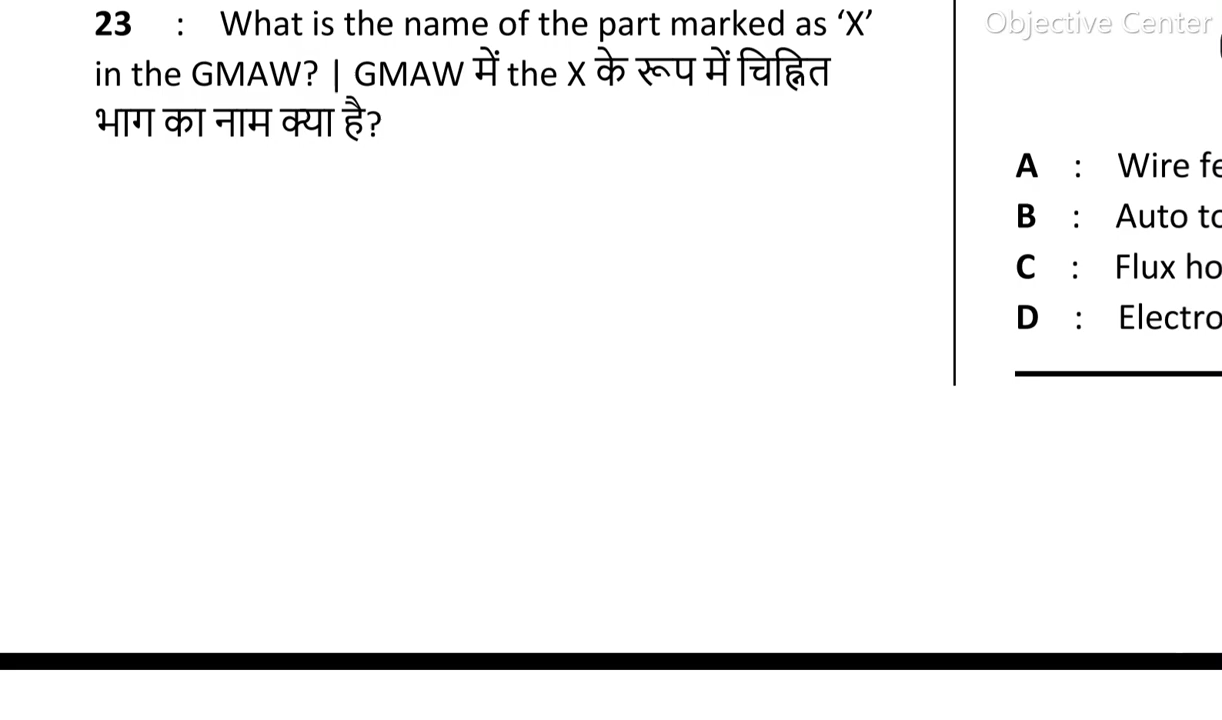 23 : What is the name of the part marked as ‘X’
in the GMAW? | GMAW में the X के रूप में चिह्नित
भाग का नाम क्या है?
Objective Center
A : Wire
B : Auto
C : Flux
D :